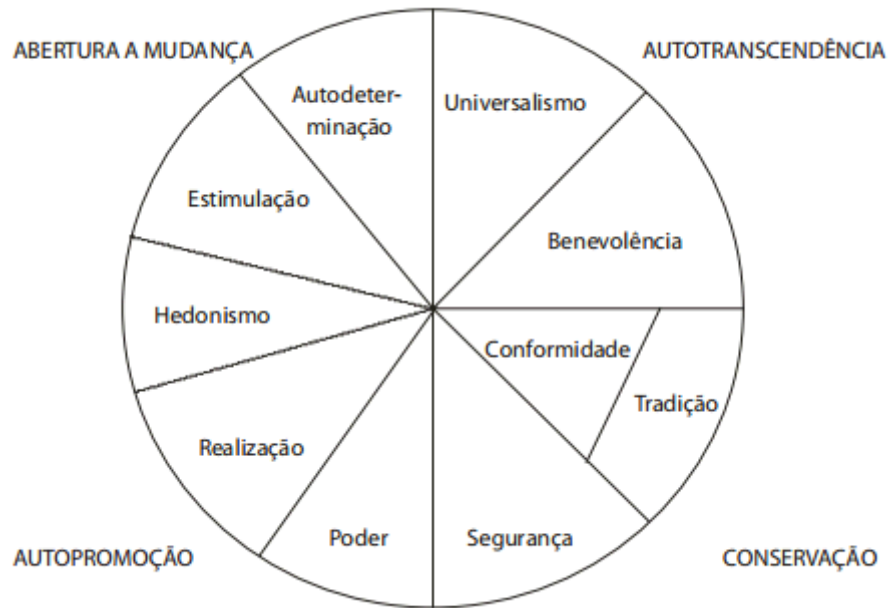 ABERTURA A MUDANÇA
AUTOTRANSCENDÊNCIA
Autodeter-
minação
Universalismo
Estimulação
Benevolência
Hedonismo
Conformidade
Tradição
Realização
Poder
Segurança
AUTOPROMOÇÃO
CONSERVAÇÃO